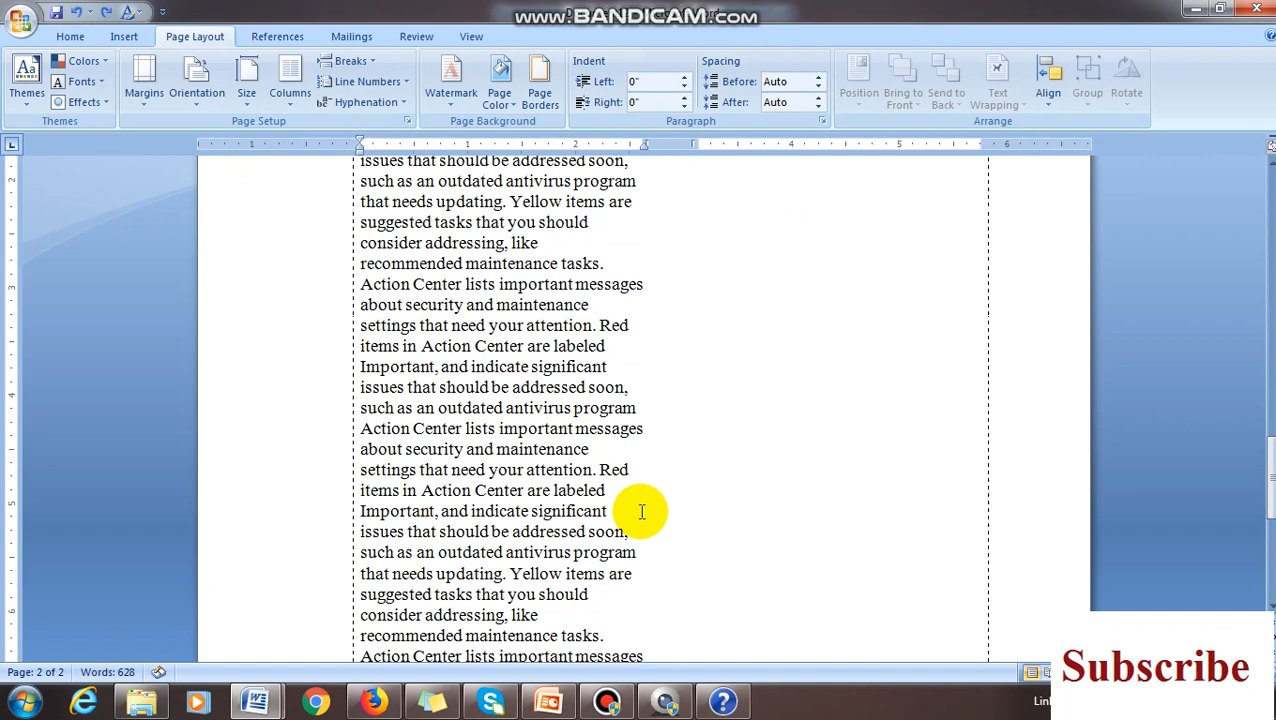 www.BANDICAM.com
Home Insert Page Layout References Mailings Review View
Colors Breaks Indent Spacing
Aa Fonts Line Numbers Left: 0" Before: Auto
Themes Effects Margins Orientation Size Columns Hyphenation Watermark Page Color Page Borders Right: 0" After: Auto Position Bring to Front Send to Back Text Wrapping Align Group Rotate
Themes Page Setup Page Background Paragraph Arrange
1 1 2 4 5 6
issues that should be addressed soon,
such as an outdated antivirus program
that needs updating. Yellow items are
suggested tasks that you should
consider addressing, like
recommended maintenance tasks.
Action Center lists important messages
about security and maintenance
settings that need your attention. Red
items in Action Center are labeled
Important, and indicate significant
issues that should be addressed soon,
such as an outdated antivirus program
Action Center lists important messages
about security and maintenance
settings that need your attention. Red
items in Action Center are labeled
Important, and indicate significant
issues that should be addressed soon,
such as an outdated antivirus program
that needs updating. Yellow items are
suggested tasks that you should
consider addressing, like
recommended maintenance tasks.
Action Center lists important messages
Page: 2 of 2 Words: 628
Subscribe